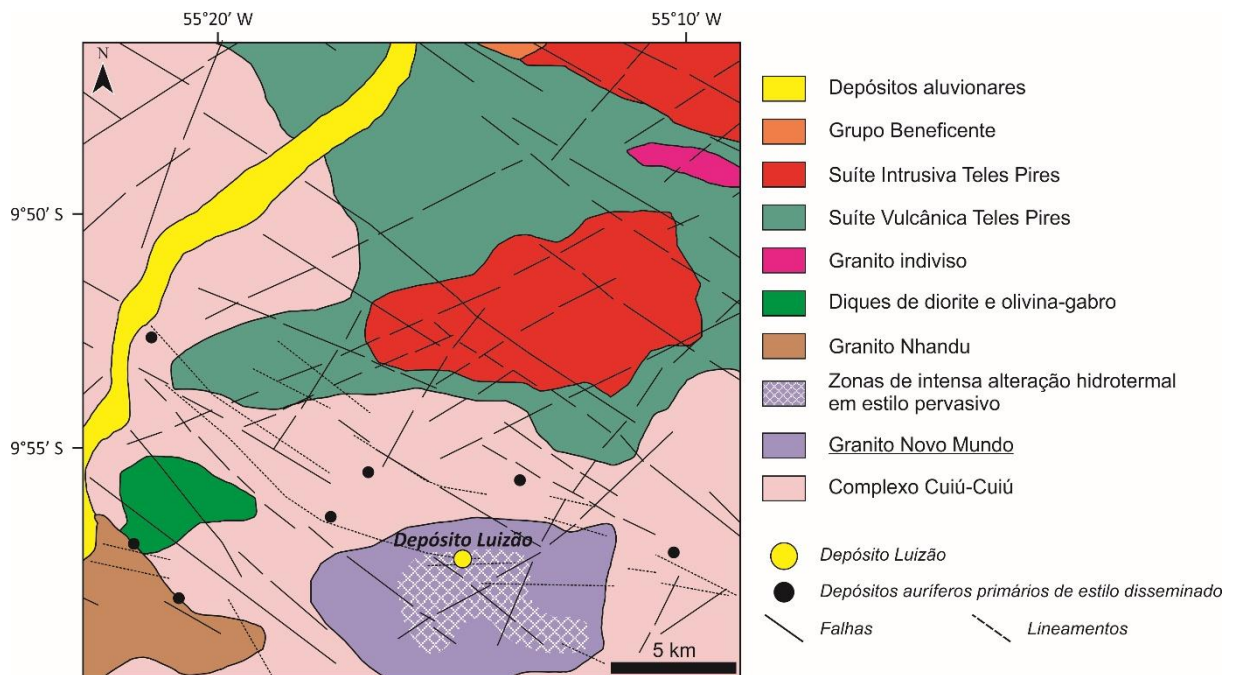 55°20’ W
55°10’ W
N
9°50’ S
9°55’ S
Depósito Luizão
5 km
Depósitos aluvionares
Grupo Beneficente
Suíte Intrusiva Teles Pires
Suíte Vulcânica Teles Pires
Granito indiviso
Diques de diorite e olivina-gabro
Granito Nhandu
Zonas de intensa alteração hidrotermal
em estilo pervasivo
Granito Novo Mundo
Complexo Cuiú-Cuiú
Depósito Luizão
Depósitos auríferos primários de estilo disseminado
Falhas
Lineamentos